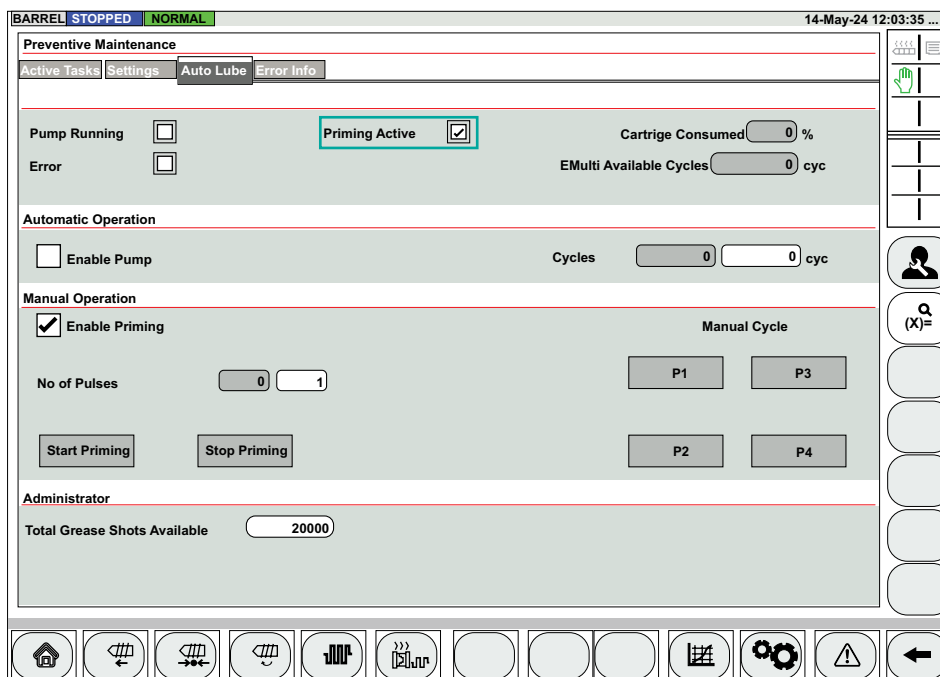 BARREL STOPPED NORMAL 14-May-24 12:03:35 ...
Preventive Maintenance
Active Tasks Settings Auto Lube Error Info
Pump Running Priming Active Cartrige Consumed 0 %
Error EMulti Available Cycles 0 cyc
Automatic Operation
Enable Pump Cycles 0 0 cyc
Manual Operation
Enable Priming Manual Cycle
(X)=
No of Pulses 0 1 P1 P3
Start Priming Stop Priming P2 P4
Administrator
Total Grease Shots Available 20000